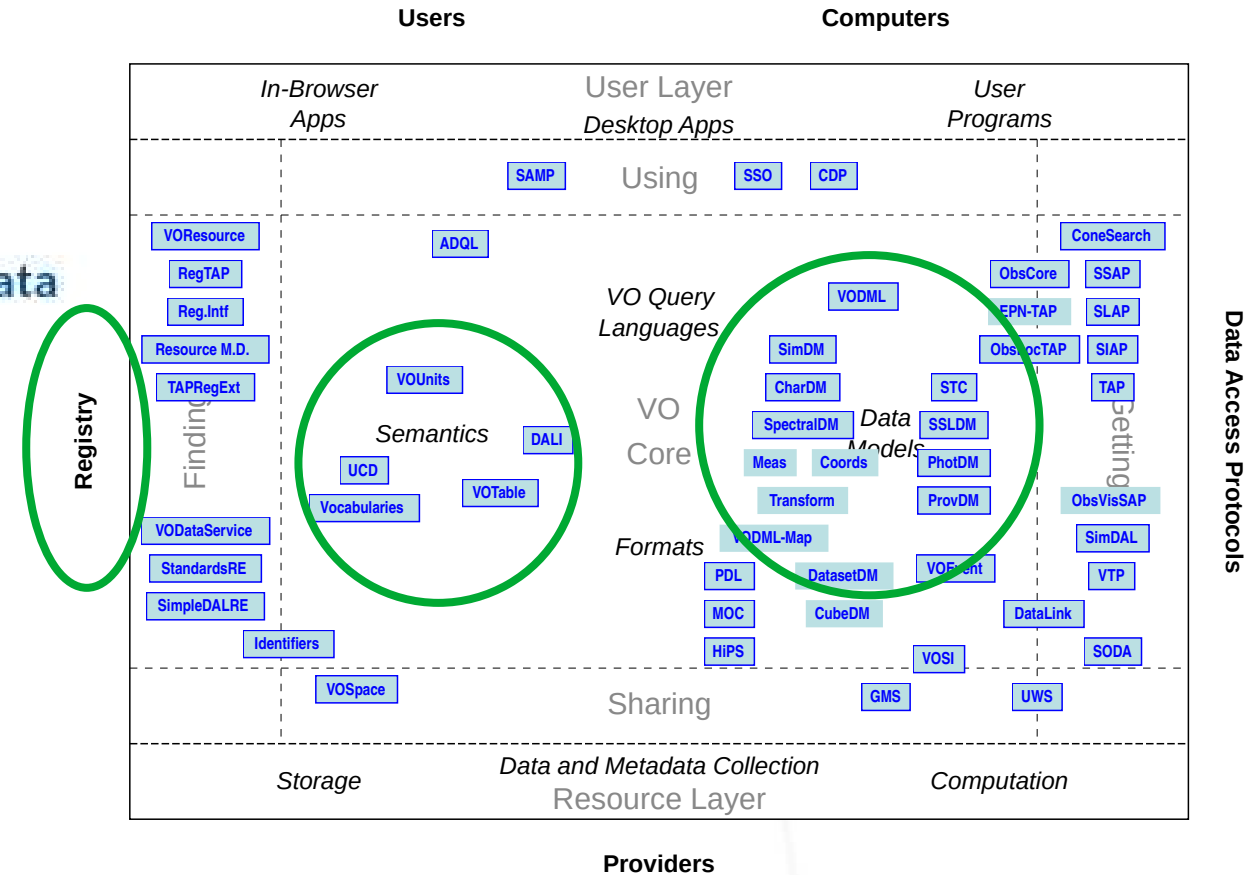 Users
Computers
In-Browser
Apps
User Layer
Desktop Apps
User
Programs
SAMP
Using
SSO
CDP
VOResource
ADQL
ConeSearch
ata
RegTAP
ObsCore
SSAP
Reg.Intf
VO Query
Languages
VODML
EPN-TAP
SLAP
Resource M.D.
SimDM
SIAP
TAPRegExt
VOUnits
CharDM
STC
TAP
Registry
Finding
Semantics
DALI
VO
Core
SpectralDM
Data
Models
SSLDM
Getting
Data Access Protocols
UCD
Meas
Coords
PhotDM
Vocabularies
VOTable
Transform
ProvDM
ObsVisSAP
VODataService
Formats
VODML-Map
SimDAL
StandardsRE
PDL
DatasetDM
VOEvent
VTP
SimpleDALRE
MOC
CubeDM
DataLink
Identifiers
HiPS
VOSI
SODA
VOSpace
Sharing
GMS
UWS
Storage
Data and Metadata Collection
Resource Layer
Computation
Providers